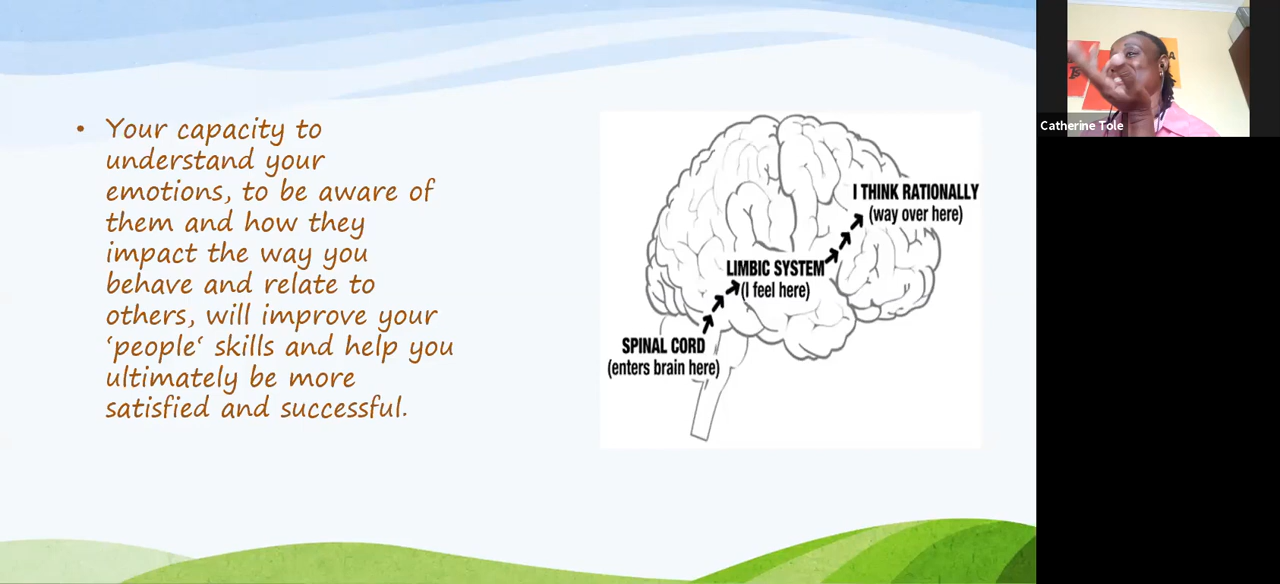 • Your capacity to
understand your
emotions, to be aware of
them and how they
impact the way you
behave and relate to
others, will improve your
‘people‘ skills and help you
ultimately be more
satisfied and successful.
I THINK RATIONALLY
(way over here)
LIMBIC SYSTEM
(I feel here)
SPINAL CORD
(enters brain here)
Catherine Tole